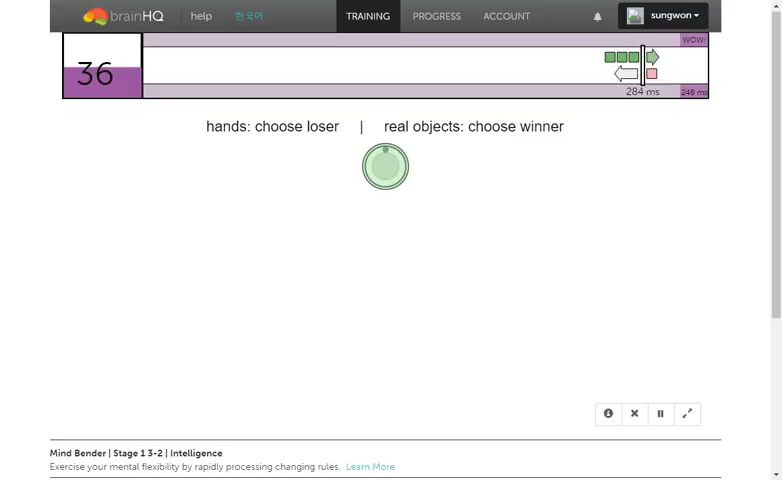 brainHQ | help 한국어 TRAINING PROGRESS ACCOUNT sungwon
36
WOW!
284 ms 248 ms
hands: choose loser | real objects: choose winner
Mind Bender | Stage 1 3-2 | Intelligence
Exercise your mental flexibility by rapidly processing changing rules. Learn More